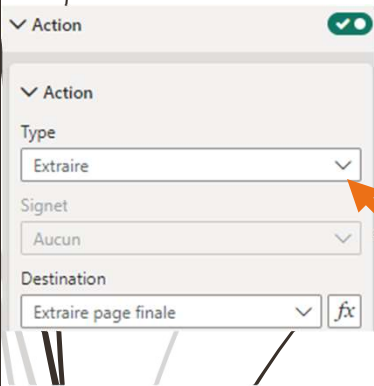 Action
Action
Type
Extraire
Signet
Aucun
Destination
Extraire page finale
fx